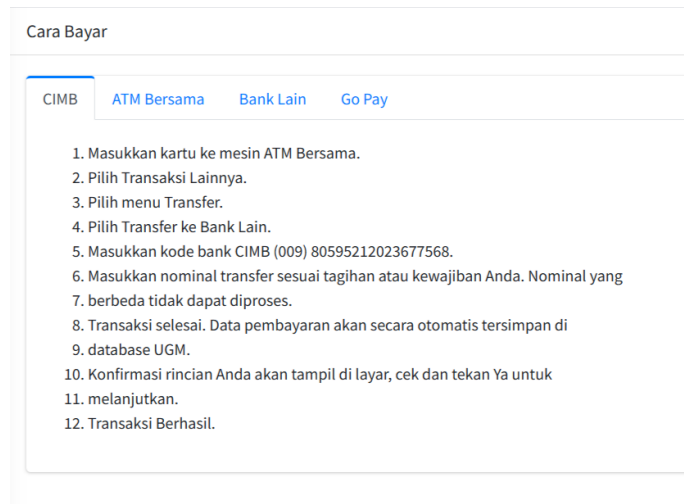 Cara Bayar
CIMB ATM Bersama Bank Lain Go Pay
1. Masukkan kartu ke mesin ATM Bersama.
2. Pilih Transaksi Lainnya.
3. Pilih menu Transfer.
4. Pilih Transfer ke Bank Lain.
5. Masukkan kode bank CIMB (009) 80595212023677568.
6. Masukkan nominal transfer sesuai tagihan atau kewajiban Anda. Nominal yang
7. berbeda tidak dapat diproses.
8. Transaksi selesai. Data pembayaran akan secara otomatis tersimpan di
9. database UGM.
10. Konfirmasi rincian Anda akan tampil di layar, cek dan tekan Ya untuk
11. melanjutkan.
12. Transaksi Berhasil.